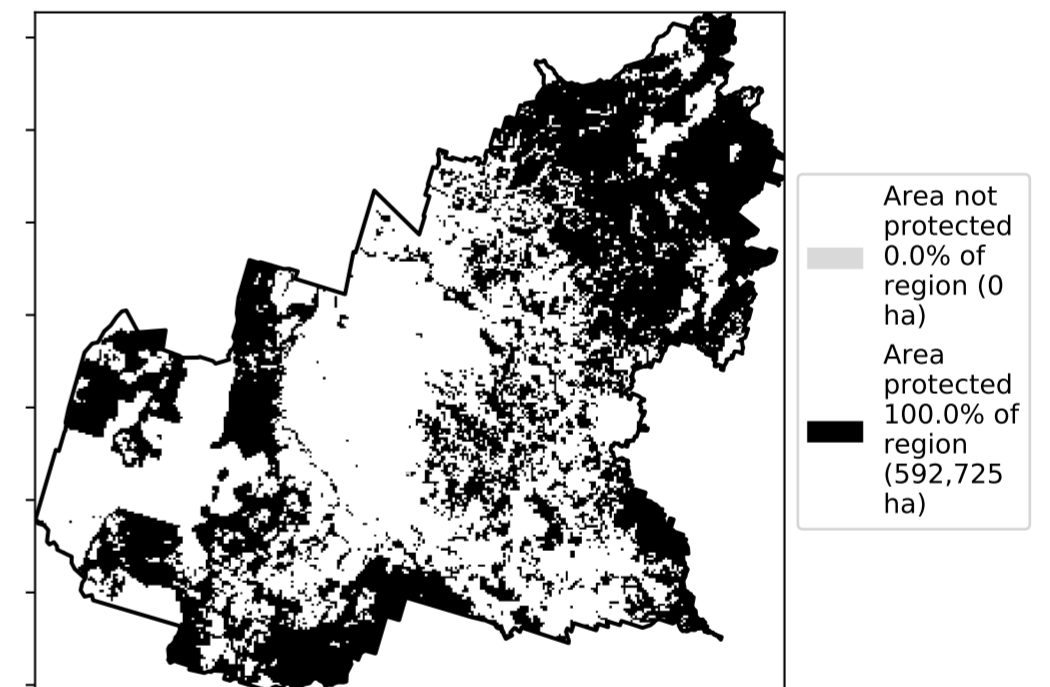 Area not
protected
0.0% of
region (0
ha)
Area
protected
100.0% of
region
(592,725
ha)